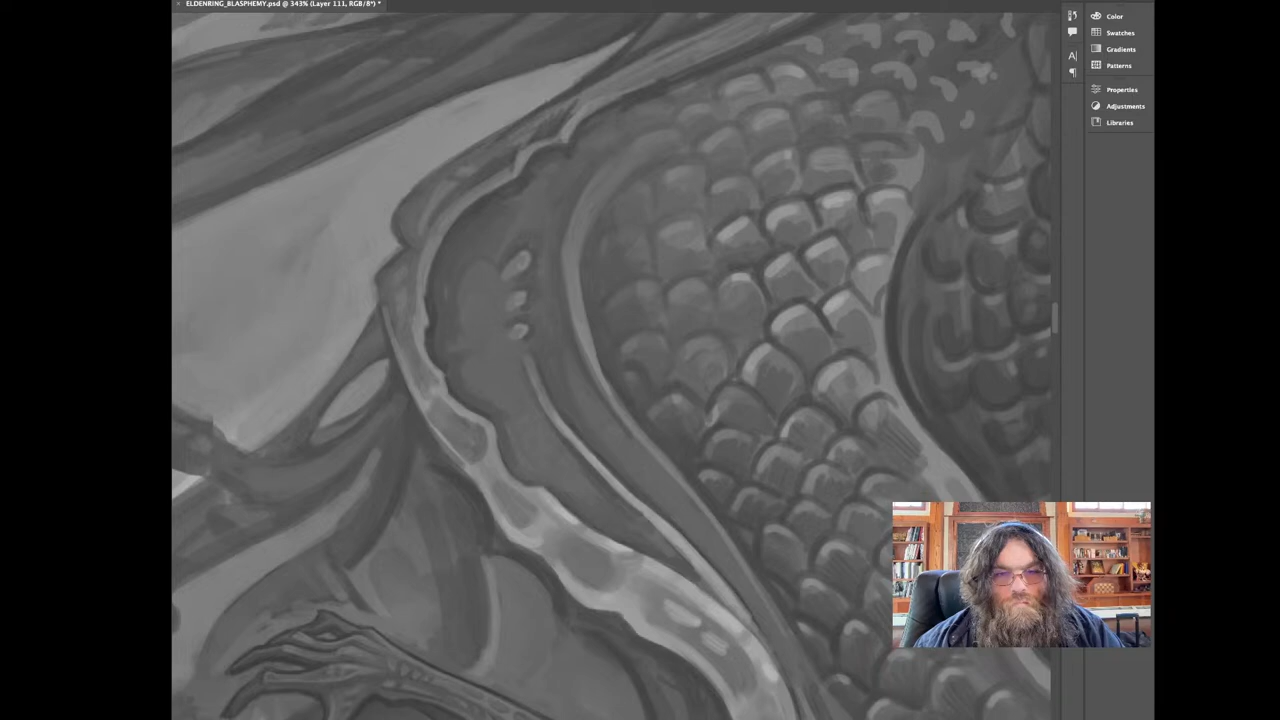 × ELDENRING_BLASPHEMY.psd @ 343% (Layer 111, RGB/8*) *
Color
Swatches
Gradients
Patterns
Properties
Adjustments
Libraries